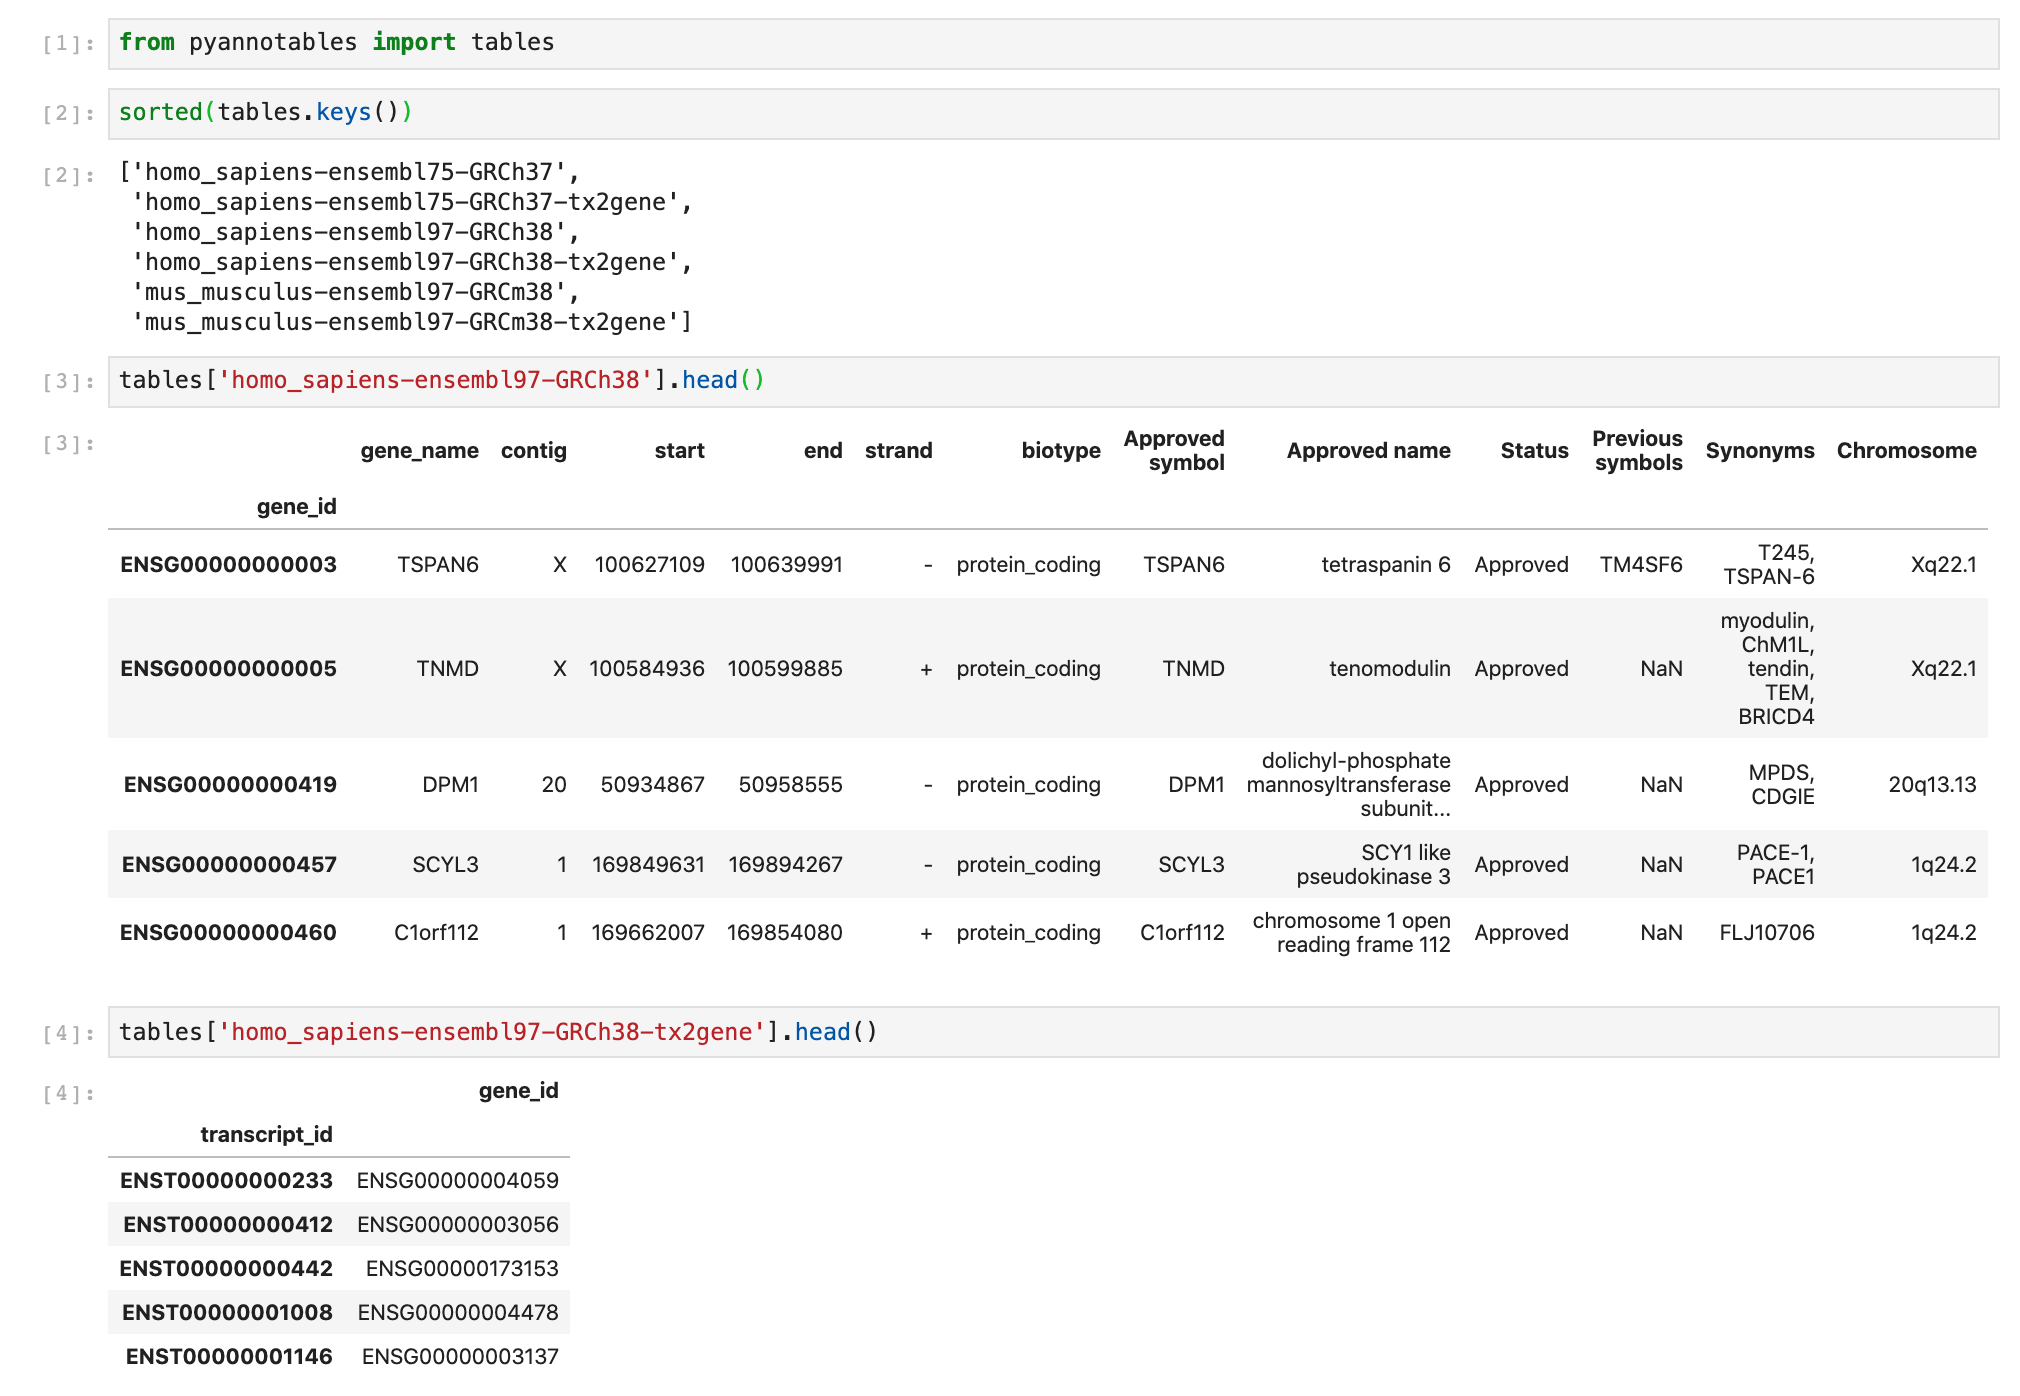 [1]: from pyannotables import tables
[2]: sorted(tables.keys())
[2]: ['homo_sapiens-ensembl75-GRCh37',
'homo_sapiens-ensembl75-GRCh37-tx2gene',
'homo_sapiens-ensembl97-GRCh38',
'homo_sapiens-ensembl97-GRCh38-tx2gene',
'mus_musculus-ensembl97-GRCm38',
'mus_musculus-ensembl97-GRCm38-tx2gene']
[3]: tables['homo_sapiens-ensembl97-GRCh38'].head()
[3]: gene_name contig start end strand biotype Approved symbol Approved name Status Previous symbols Synonyms Chromosome
gene_id
ENSG00000000003 TSPAN6 X 100627109 100639991 - protein_coding TSPAN6 tetraspanin 6 Approved TM4SF6 T245, TSPAN-6 Xq22.1
ENSG00000000005 TNMD X 100584936 100599885 + protein_coding TNMD tenomodulin Approved NaN myodulin, ChM1L, tendin, TEM, BRICD4 Xq22.1
ENSG00000000419 DPM1 20 50934867 50958555 - protein_coding DPM1 dolichyl-phosphate mannosyltransferase subunit... Approved NaN MPDS, CDGIE 20q13.13
ENSG00000000457 SCYL3 1 169849631 169894267 - protein_coding SCYL3 SCY1 like pseudokinase 3 Approved NaN PACE-1, PACE1 1q24.2
ENSG00000000460 C1orf112 1 169662007 169854080 + protein_coding C1orf112 chromosome 1 open reading frame 112 Approved NaN FLJ10706 1q24.2
[4]: tables['homo_sapiens-ensembl97-GRCh38-tx2gene'].head()
[4]: gene_id
transcript_id
ENST00000000233 ENSG00000004059
ENST00000000412 ENSG00000003056
ENST00000000442 ENSG00000173153
ENST00000001008 ENSG00000004478
ENST00000001146 ENSG00000003137